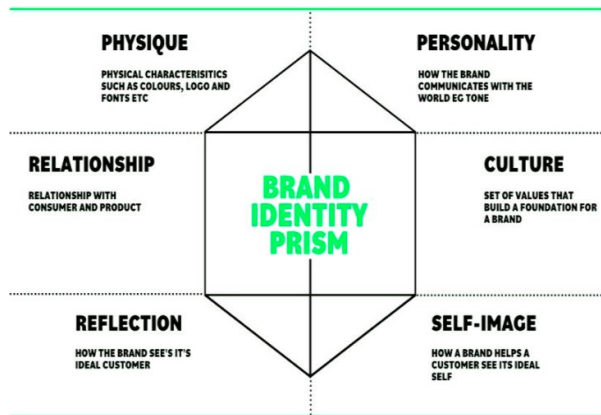 PHYSIQUE
PHYSICAL CHARACTERISITICS
SUCH AS COLOURS, LOGO AND
FONTS ETC
PERSONALITY
HOW THE BRAND
COMMUNICATES WITH THE
WORLD EG TONE
RELATIONSHIP
RELATIONSHIP WITH
CONSUMER AND PRODUCT
BRAND
IDENTITY
PRISM
CULTURE
SET OF VALUES THAT
BUILD A FOUNDATION FOR
A BRAND
REFLECTION
HOW THE BRAND SEE'S IT'S
IDEAL CUSTOMER
SELF-IMAGE
HOW A BRAND HELPS A
CUSTOMER SEE ITS IDEAL
SELF